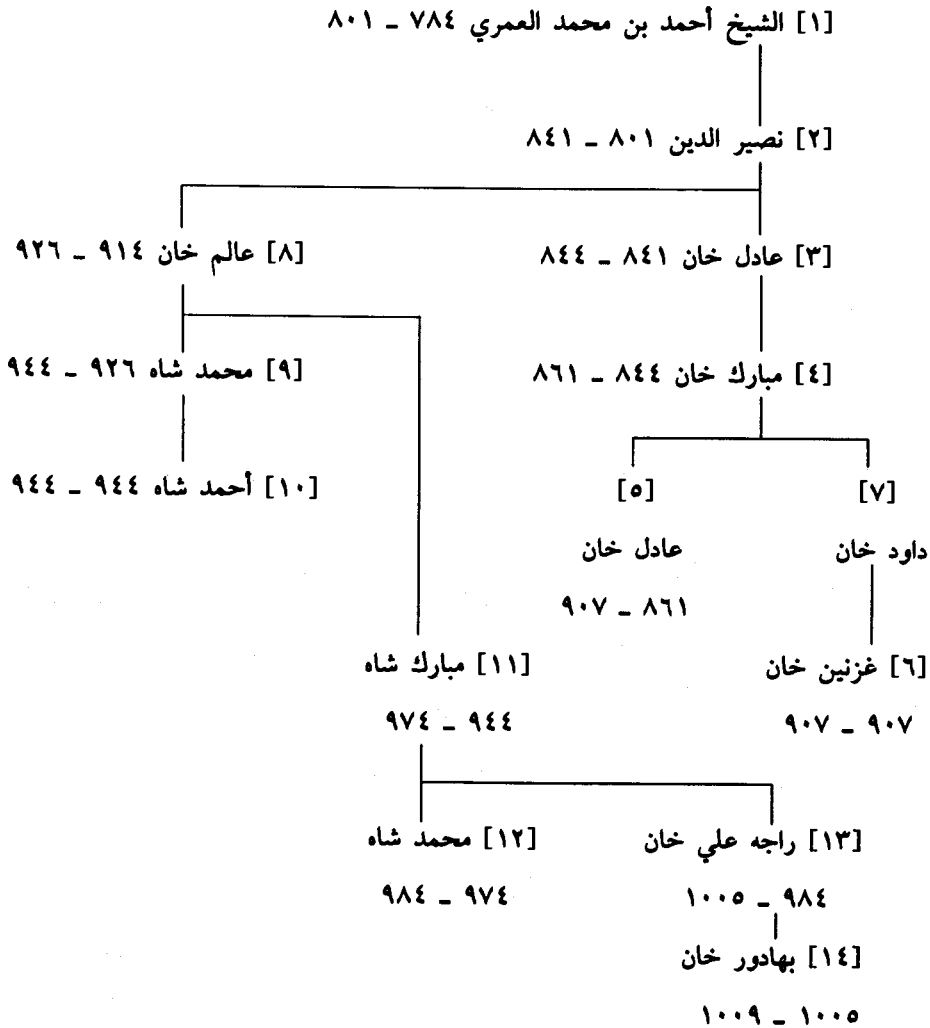 [١] الشيخ أحمد بن محمد العمري ٧٨٤ ـ ٨٠١
[٢] نصير الدين ٨٠١ ـ ٨٤١
[٣] عادل خان ٨٤١ ـ ٨٤٤
[٨] عالم خان ٩١٤ ـ ٩٢٦
[٤] مبارك خان ٨٤٤ ـ ٨٦١
[٩] محمد شاه ٩٢٦ ـ ٩٤٤
[٧]
[٥]
[١٠] أحمد شاه ٩٤٤ ـ ٩٤٤
داود خان
عادل خان
٨٦١ ـ ٩٠٧
[٦] غزنين خان
[١١] مبارك شاه
٩٠٧ ـ ٩٠٧
٩٤٤ ـ ٩٧٤
[١٣] راجه علي خان
[١٢] محمد شاه
٩٨٤ ـ ١٠٠٥
٩٧٤ ـ ٩٨٤
[١٤] بهادور خان
١٠٠٥ ـ ١٠٠٩